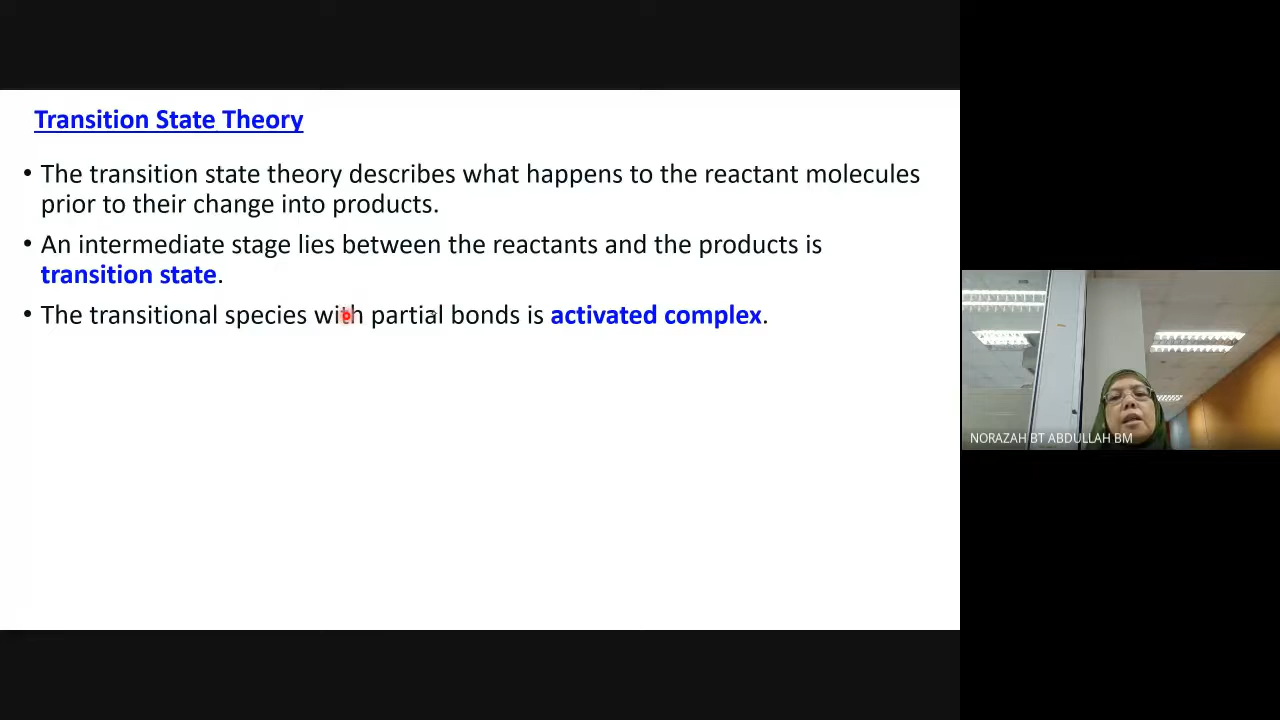 Transition State Theory
• The transition state theory describes what happens to the reactant molecules
prior to their change into products.
• An intermediate stage lies between the reactants and the products is
transition state.
• The transitional species with partial bonds is activated complex.
NORAZAH BT ABDULLAH BM